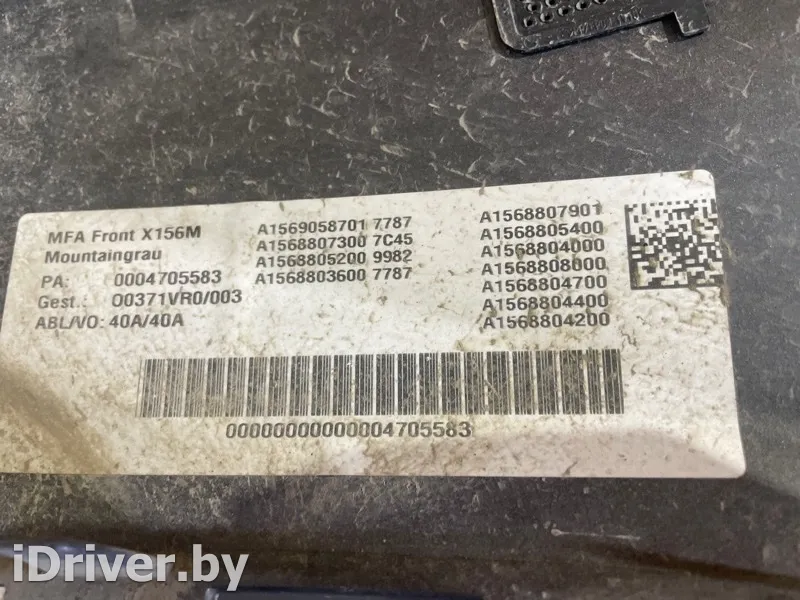 MFA Front X156M
Mountaingrau
PA: 0004705583
Gest.: O0371VR0/003
ABL/VO: 40A/40A
A1569058701 7787
A1568807300 7C45
A1568805200 9982
A1568803600 7787
A1568807901
A1568805400
A1568804000
A1568808000
A1568804700
A1568804400
A1568804200
00000000000004705583
iDriver.by